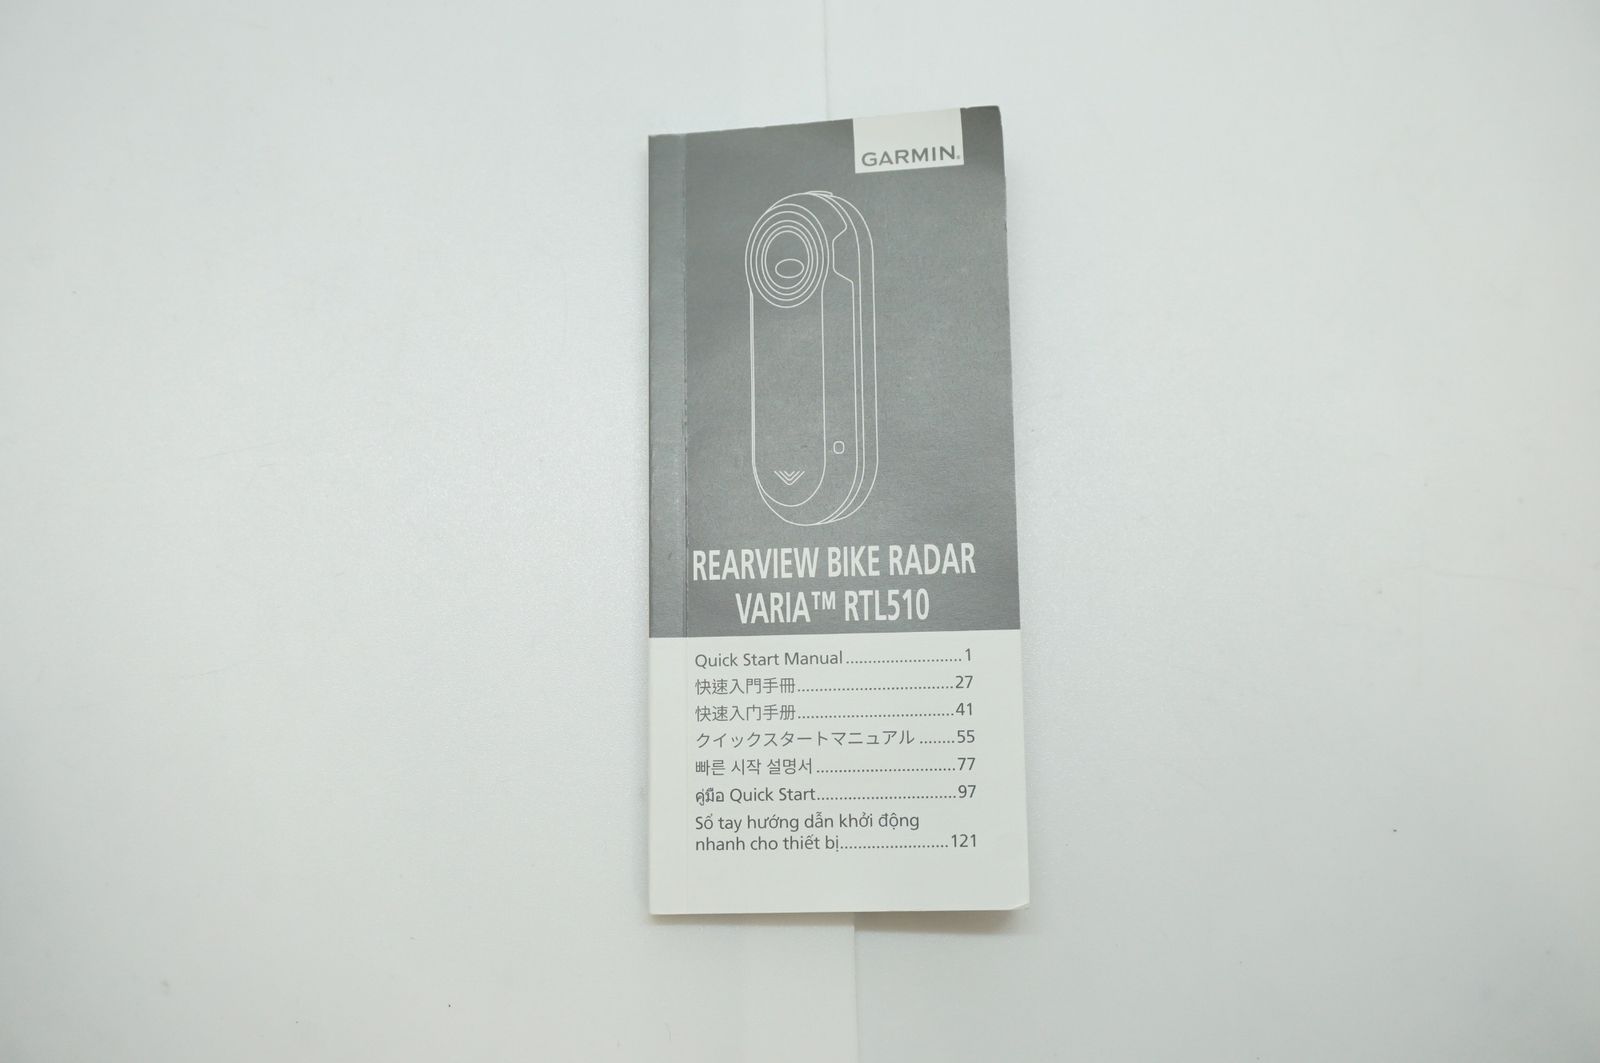 GARMIN®
REARVIEW BIKE RADAR
VARIA™ RTL510
Quick Start Manual..........................1
快速入門手冊...................................27
快速入门手册...................................41
クイックスタートマニュアル ........55
빠른 시작 설명서 ...............................77
คู่มือ Quick Start...............................97
Sổ tay hướng dẫn khởi động
nhanh cho thiết bị........................121